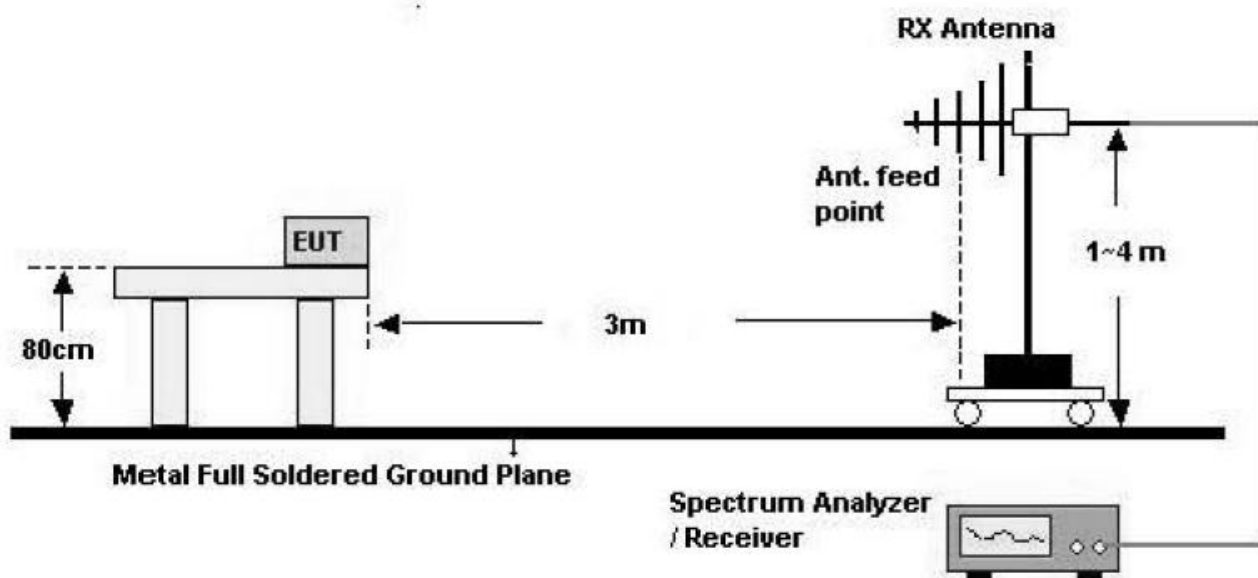 RX Antenna
Ant. feed
point
EUT
1~4 m
3m
80cm
Metal Full Soldered Ground Plane
Spectrum Analyzer
/ Receiver